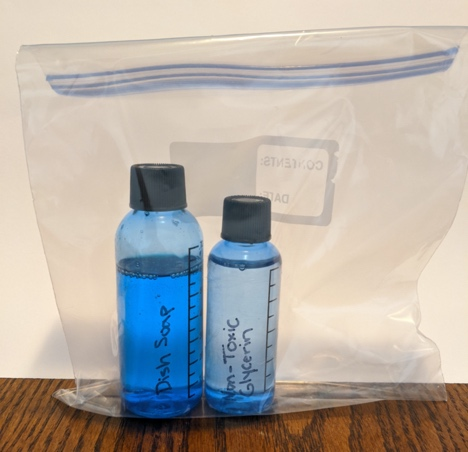 CONTENTS:
DATE:
Dish Soap
Non-Toxic
Glycerin